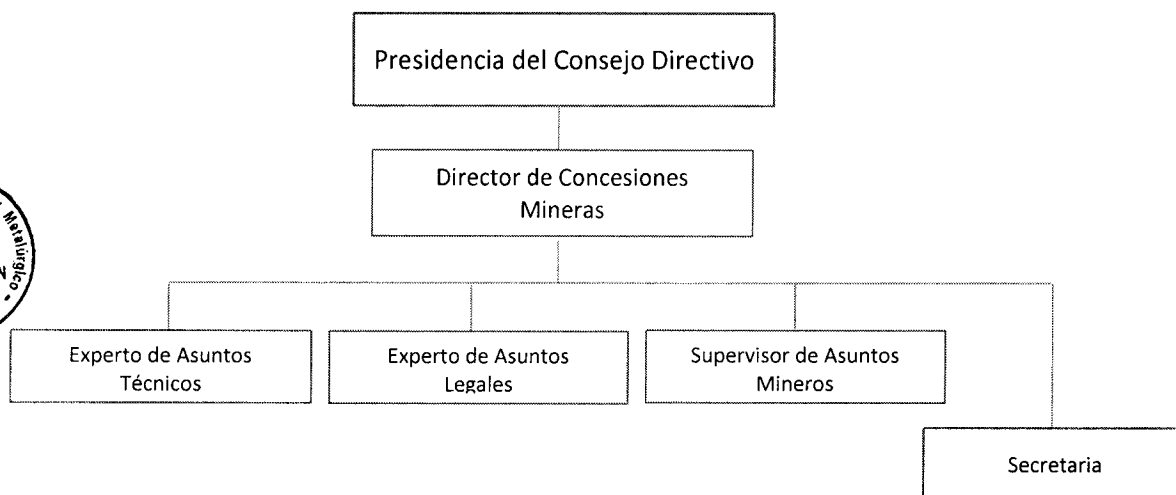 Presidencia del Consejo Directivo
Director de Concesiones
Mineras
Metalúrgico -
Experto de Asuntos
Técnicos
Experto de Asuntos
Legales
Supervisor de Asuntos
Mineros
Secretaria